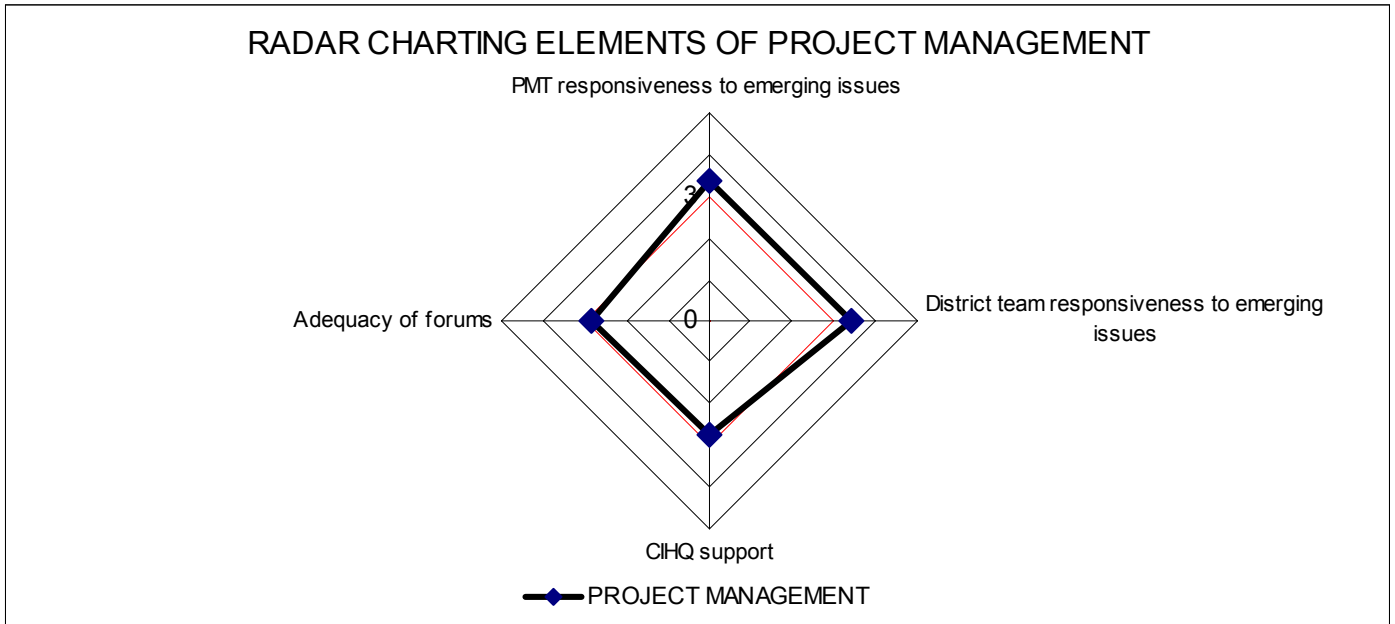 RADAR CHARTING ELEMENTS OF PROJECT MANAGEMENT
PMT responsiveness to emerging issues
3
District team responsiveness to emerging
issues
Adequacy of forums
0
CIHQ support
PROJECT MANAGEMENT